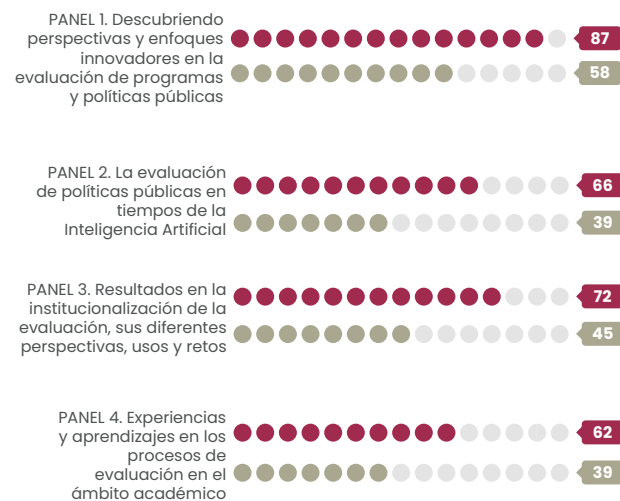 PANEL 1. Descubriendo
perspectivas y enfoques
innovadores en la
evaluación de programas
y políticas públicas
87
58
PANEL 2. La evaluación
de políticas públicas en
tiempos de la
Inteligencia Artificial
66
39
PANEL 3. Resultados en la
institucionalización de la
evaluación, sus diferentes
perspectivas, usos y retos
72
45
PANEL 4. Experiencias
y aprendizajes en los
procesos de
evaluación en el
ámbito académico
62
39